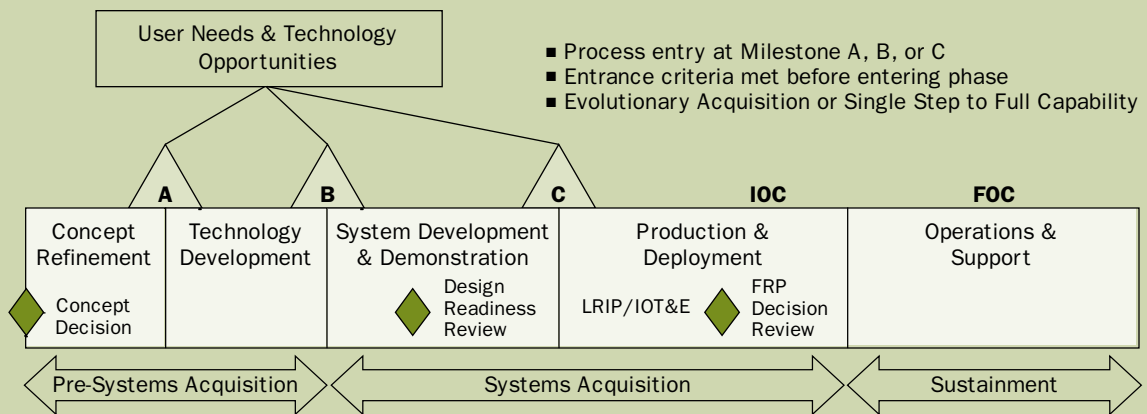 User Needs & Technology
Opportunities
■ Process entry at Milestone A, B, or C
■ Entrance criteria met before entering phase
■ Evolutionary Acquisition or Single Step to Full Capability
A
B
C
IOC
FOC
Concept
Refinement
Technology
Development
System Development
& Demonstration
Production &
Deployment
Operations &
Support
Concept
Decision
Design
Readiness
Review
LRIP/IOT&E
FRP
Decision
Review
Pre-Systems Acquisition
Systems Acquisition
Sustainment